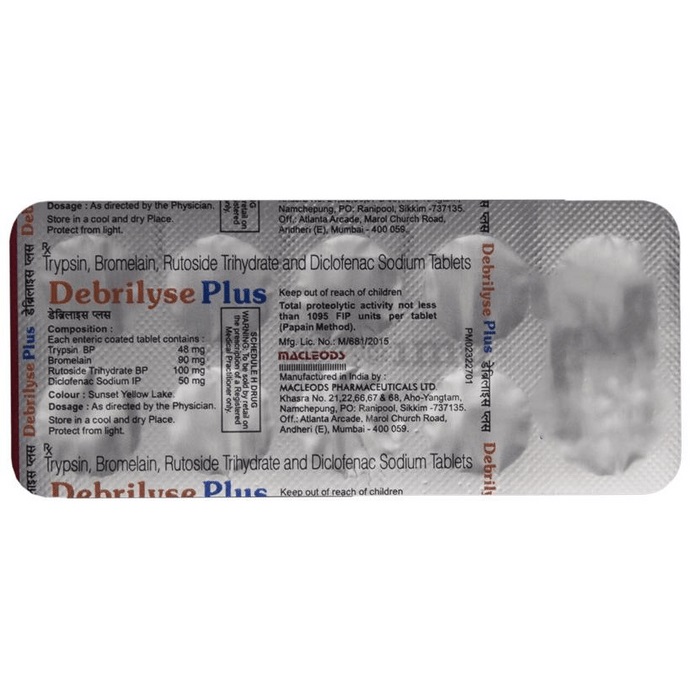 Dosage : As directed by the Physician.
Store in a cool and dry Place.
Protect from light.
Namchepung, PO: Ranipool, Sikkim -737135.
Off.: Atlanta Arcade, Marol Church Road,
Andheri (E), Mumbai - 400 059.
Rx
Trypsin, Bromelain, Rutoside Trihydrate and Diclofenac Sodium Tablets
Debrilyse Plus
डेब्रिलाइस प्लस
Composition :
Each enteric coated tablet contains :
Trypsin BP 48 mg
Bromelain 90 mg
Rutoside Trihydrate BP 100 mg
Diclofenac Sodium IP 50 mg
Colour : Sunset Yellow Lake.
Dosage : As directed by the Physician.
Store in a cool and dry Place.
Protect from light.
SCHEDULE H DRUG
WARNING: To be sold by retail on
the prescription of a Registered
Medical Practitioner only.
Keep out of reach of children
Total proteolytic activity not less
than 1095 FIP units per tablet
(Papain Method).
Mfg. Lic. No.: M/681/2015
MACLEODS
Manufactured in India by :
MACLEODS PHARMACEUTICALS LTD.
Khasra No. 21,22,66,67 & 68, Aho-Yangtam,
Namchepung, PO: Ranipool, Sikkim -737135.
Off.: Atlanta Arcade, Marol Church Road,
Andheri (E), Mumbai - 400 059.
PMD2322701
Debrilyse Plus डेब्रिलाइस प्लस
Debrilyse Plus डेब्रिलाइस प्लस
Rx
Trypsin, Bromelain, Rutoside Trihydrate and Diclofenac Sodium Tablets
Debrilyse Plus
Keep out of reach of children